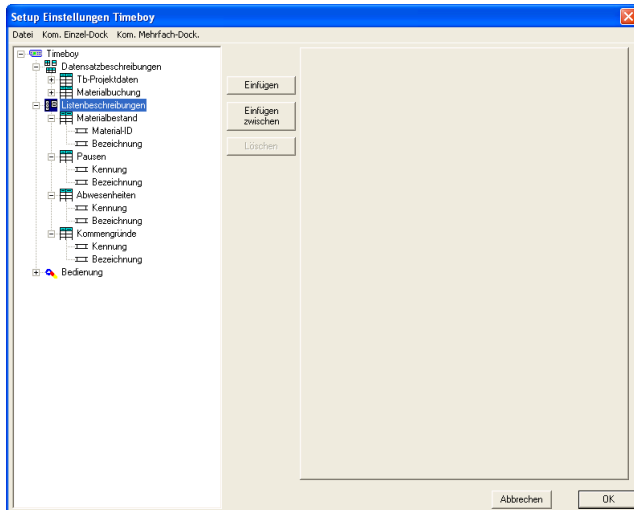 Setup Einstellungen Timeboy
Datei Kom. Einzel-Dock Kom. Mehrfach-Dock.
Timeboy
Datensatzbeschreibungen
Tb-Projektdaten
Materialbuchung
Listenbeschreibungen
Materialbestand
Material-ID
Bezeichnung
Pausen
Kennung
Bezeichnung
Abwesenheiten
Kennung
Bezeichnung
Kommengründe
Kennung
Bezeichnung
Bedienung
Einfügen
Einfügen
zwischen
Löschen
Abbrechen
OK